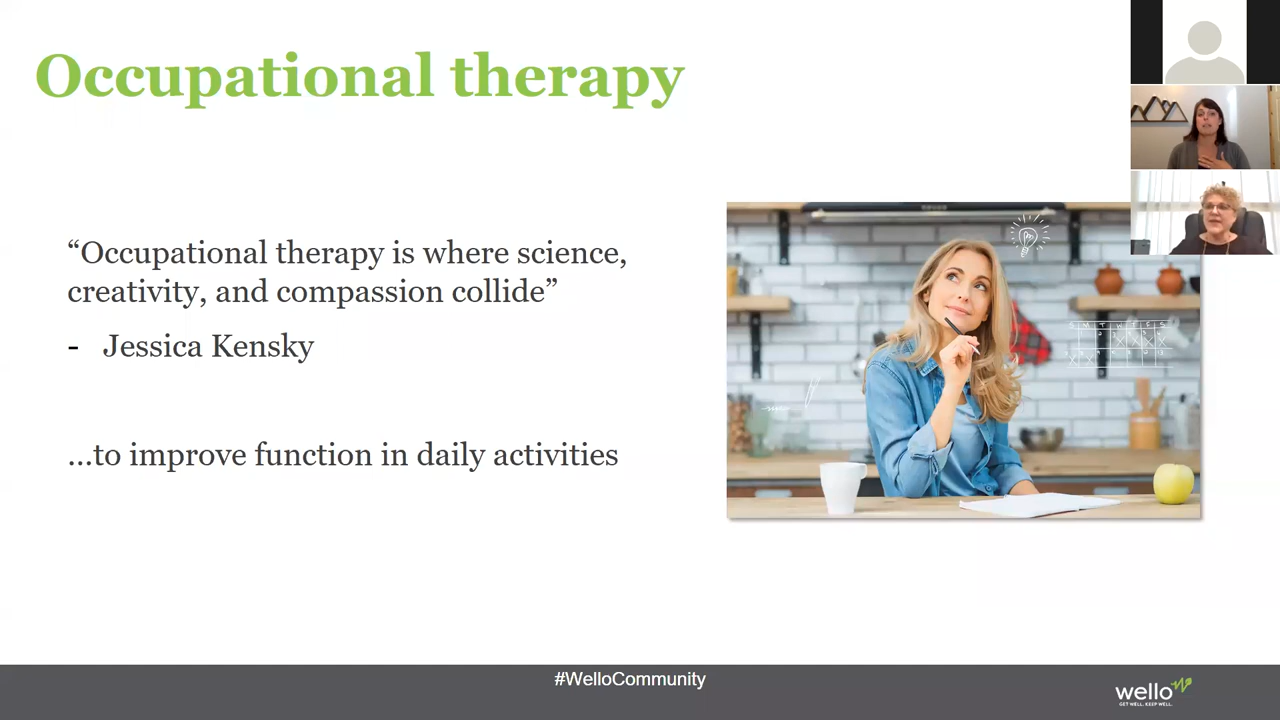 Occupational therapy
“Occupational therapy is where science,
creativity, and compassion collide”
- Jessica Kensky
...to improve function in daily activities
S M T W T F S
#WelloCommunity
wello
GET WELL. KEEP WELL.